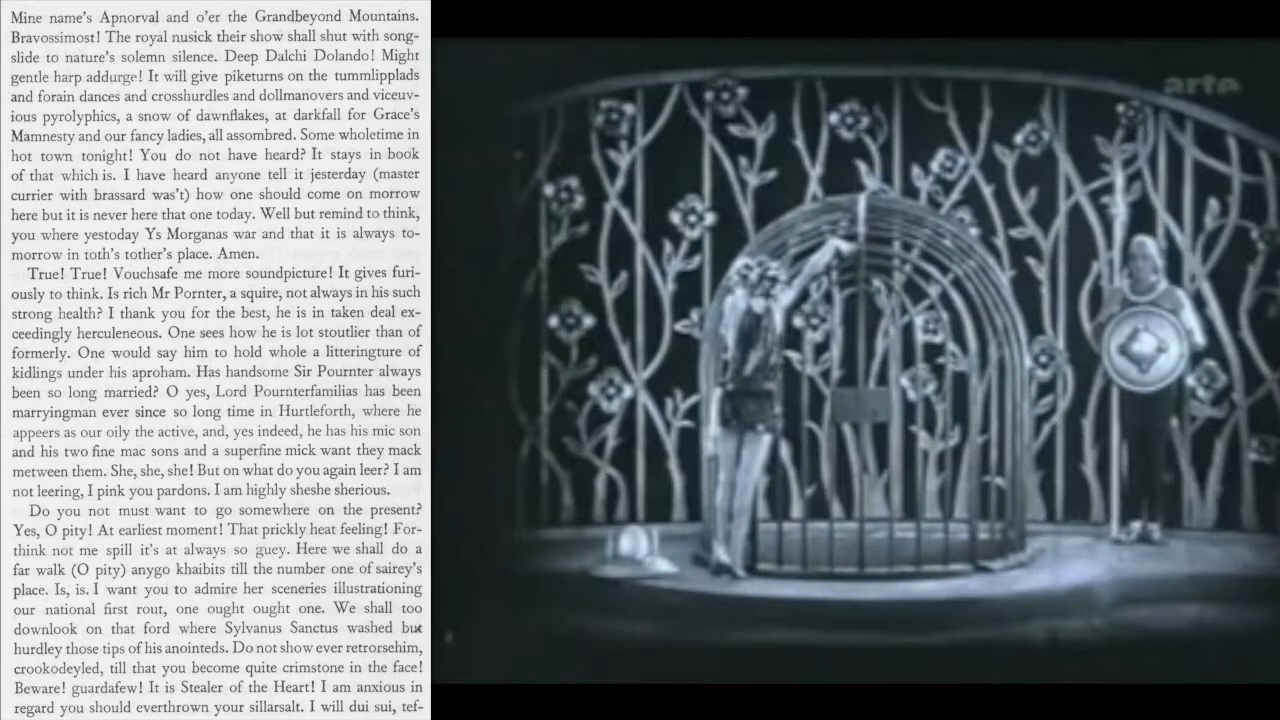 Mine name's Apnorval and o'er the Grandbeyond Mountains.
Bravossimost! The royal nusick their show shall shut with song-
slide to nature's solemn silence. Deep Dalchi Dolando! Might
gentle harp addurge! It will give piketurns on the tummlipplads
and forain dances and crosshurdles and dollmanovers and viceuv-
ious pyrolyphics, a snow of dawnflakes, at darkfall for Grace's
Mamnesty and our fancy ladies, all assombred. Some wholetime in
hot town tonight! You do not have heard? It stays in book
of that which is. I have heard anyone tell it jesterday (master
currier with brassard was't) how one should come on morrow
here but it is never here that one today. Well but remind to think,
you where yestoday Ys Morganas war and that it is always to-
morrow in toth's tother's place. Amen.
True! True! Vouchsafe me more soundpicture! It gives furi-
ously to think. Is rich Mr Pornter, a squire, not always in his such
strong health? I thank you for the best, he is in taken deal ex-
ceedingly herculeneous. One sees how he is lot stoutlier than of
formerly. One would say him to hold whole a litteringture of
kidlings under his aproham. Has handsome Sir Pournter always
been so long married? O yes, Lord Pournterfamilias has been
marryingman ever since so long time in Hurtleforth, where he
appeers as our oily the active, and, yes indeed, he has his mic son
and his two fine mac sons and a superfine mick want they mack
metween them. She, she, she! But on what do you again leer? I am
not leering, I pink you pardons. I am highly sheshe sherious.
Do you not must want to go somewhere on the present?
Yes, O pity! At earliest moment! That prickly heat feeling! For-
think not me spill it's at always so guey. Here we shall do a
far walk (O pity) anygo khaibits till the number one of sairey's
place. Is, is. I want you to admire her sceneries illustrationing
our national first rout, one ought ought one. We shall too
downlook on that ford where Sylvanus Sanctus washed but
hurdley those tips of his anointeds. Do not show ever retrorsehim,
crookodeyled, till that you become quite crimstone in the face!
Beware! guardafew! It is Stealer of the Heart! I am anxious in
regard you should everthrown your sillarsalt. I will dui sui, tef-
arte